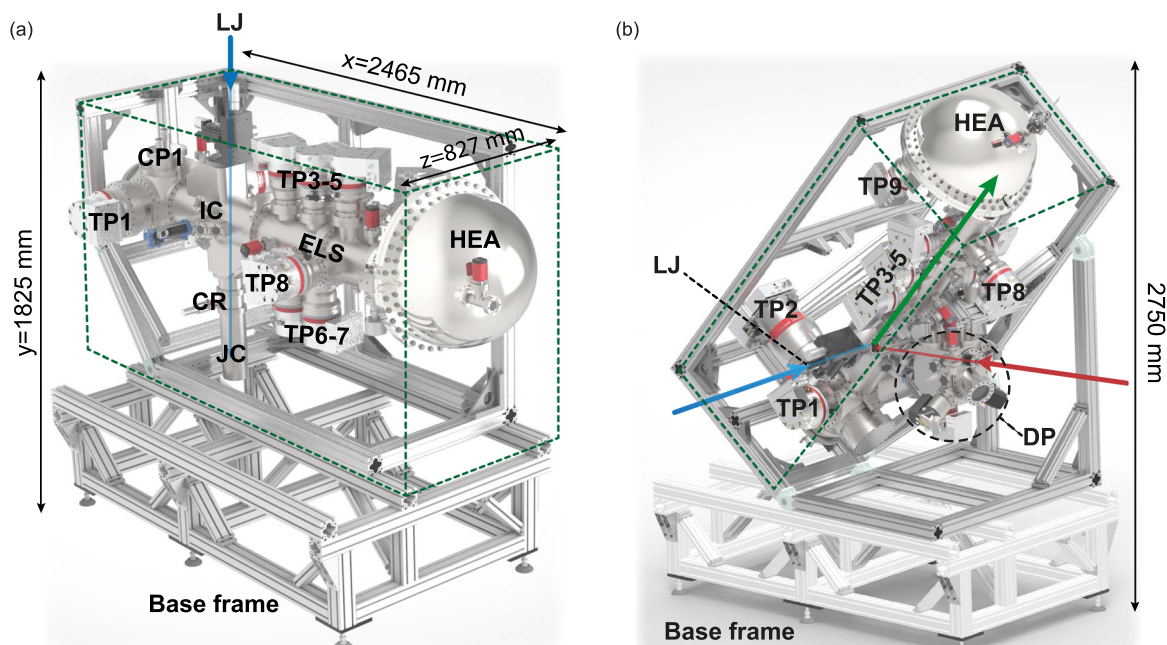 (a)
LJ
x=2465 mm
z=827 mm
y=1825 mm
CP1
TP3-5
TP1
IC
ELS
HEA
TP8
CR
TP6-7
JC
Base frame
(b)
HEA
TP9
LJ
TP3-5
TP8
TP2
TP1
DP
2750 mm
Base frame